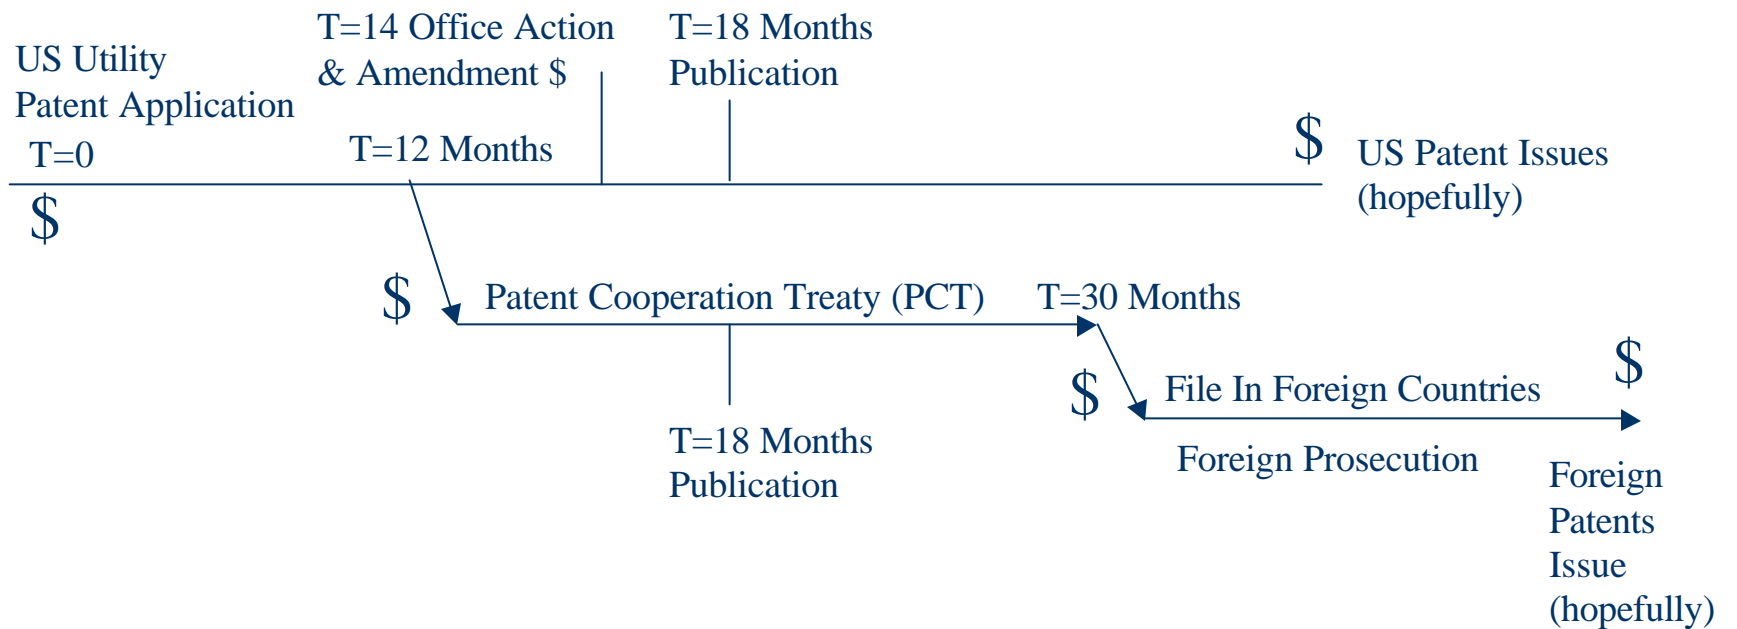 US Utility
Patent Application
T=0
$
T=14 Office Action
& Amendment $
T=18 Months
Publication
T=12 Months
$
US Patent Issues
(hopefully)
$
Patent Cooperation Treaty (PCT)
T=30 Months
T=18 Months
Publication
$
File In Foreign Countries
$
Foreign Prosecution
Foreign
Patents
Issue
(hopefully)